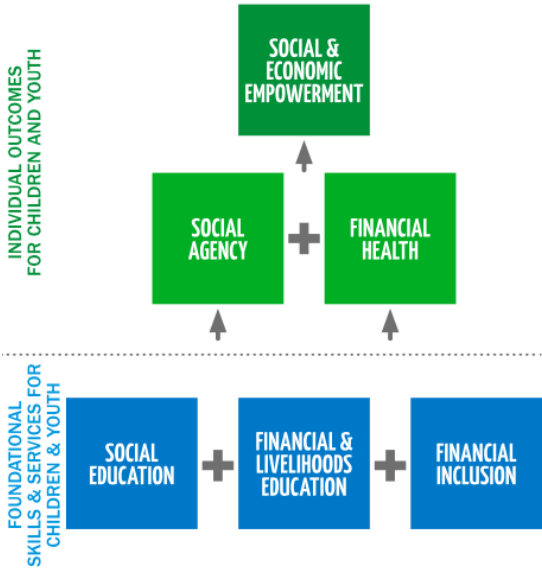 INDIVIDUAL OUTCOMES
FOR CHILDREN AND YOUTH
SOCIAL &
ECONOMIC
EMPOWERMENT
SOCIAL
AGENCY
FINANCIAL
HEALTH
FOUNDATIONAL
SKILLS & SERVICES FOR
CHILDREN & YOUTH
SOCIAL
EDUCATION
FINANCIAL &
LIVELIHOODS
EDUCATION
FINANCIAL
INCLUSION